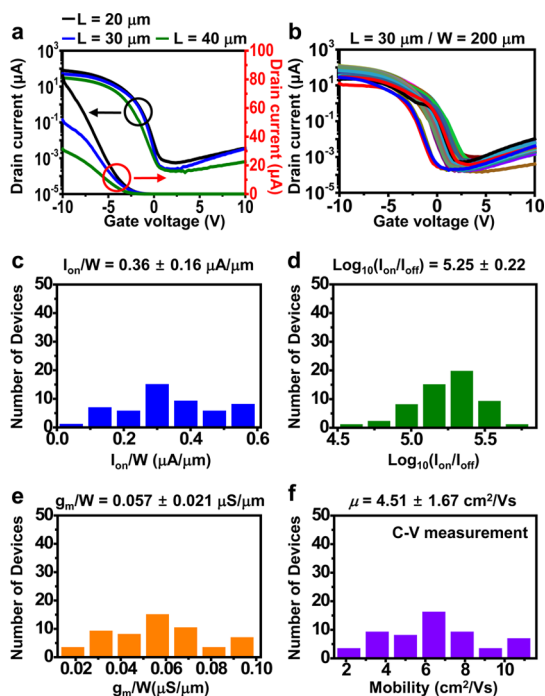 a
L = 20 μm
L = 30 μm
L = 40 μm
Drain current (μA)
10³
10¹
10⁻¹
10⁻³
10⁻⁵
-10
-5
0
5
10
Gate voltage (V)
100
80
60
40
20
0
Drain current (μA)
b
L = 30 μm / W = 200 μm
Drain current (μA)
10³
10¹
10⁻¹
10⁻³
10⁻⁵
-10
-5
0
5
10
Gate voltage (V)
c
Ion/W = 0.36 ± 0.16 μA/μm
Number of Devices
50
40
30
20
10
0
0.0
0.2
0.4
0.6
Ion/W (μA/μm)
d
Log₁₀(Ion/Ioff) = 5.25 ± 0.22
Number of Devices
50
40
30
20
10
0
4.5
5.0
5.5
Log₁₀(Ion/Ioff)
e
gm/W = 0.057 ± 0.021 μS/μm
Number of Devices
50
40
30
20
10
0
0.02
0.04
0.06
0.08
0.10
gm/W(μS/μm)
f
μ = 4.51 ± 1.67 cm²/Vs
C-V measurement
Number of Devices
50
40
30
20
10
0
2
4
6
8
10
Mobility (cm²/Vs)